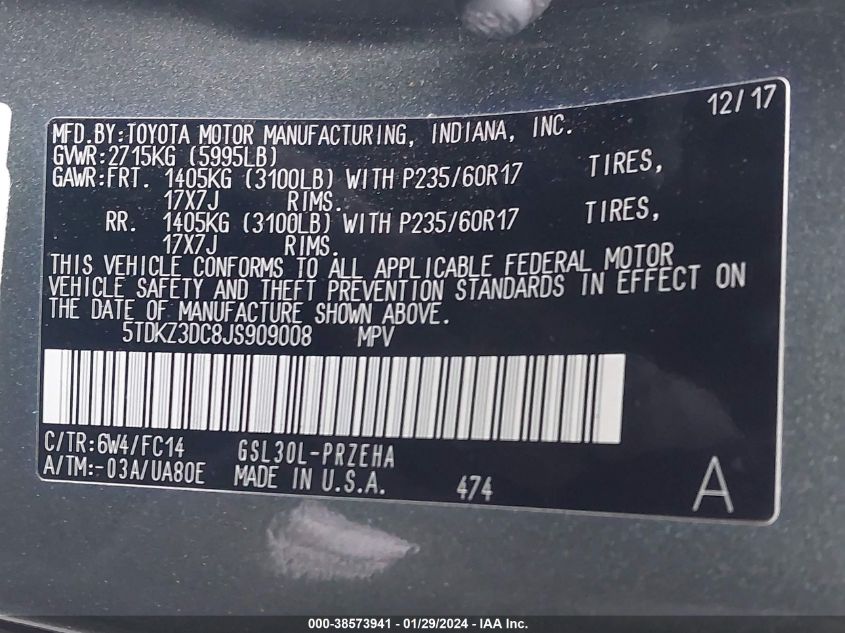 12/17
MFD.BY:TOYOTA MOTOR MANUFACTURING, INDIANA, INC.
GVWR:2715KG (5995LB)
GAWR:FRT. 1405KG (3100LB) WITH P235/60R17 TIRES,
17X7J RIMS.
RR. 1405KG (3100LB) WITH P235/60R17 TIRES,
17X7J RIMS.
THIS VEHICLE CONFORMS TO ALL APPLICABLE FEDERAL MOTOR
VEHICLE SAFETY AND THEFT PREVENTION STANDARDS IN EFFECT ON
THE DATE OF MANUFACTURE SHOWN ABOVE.
5TDKZ3DC8JS909008 MPV
C/TR:6W4/FC14 GSL30L-PRZEHA
A/TM:-03A/UA80E MADE IN U.S.A. 474 A
000-38573941 - 01/29/2024 - IAA Inc.